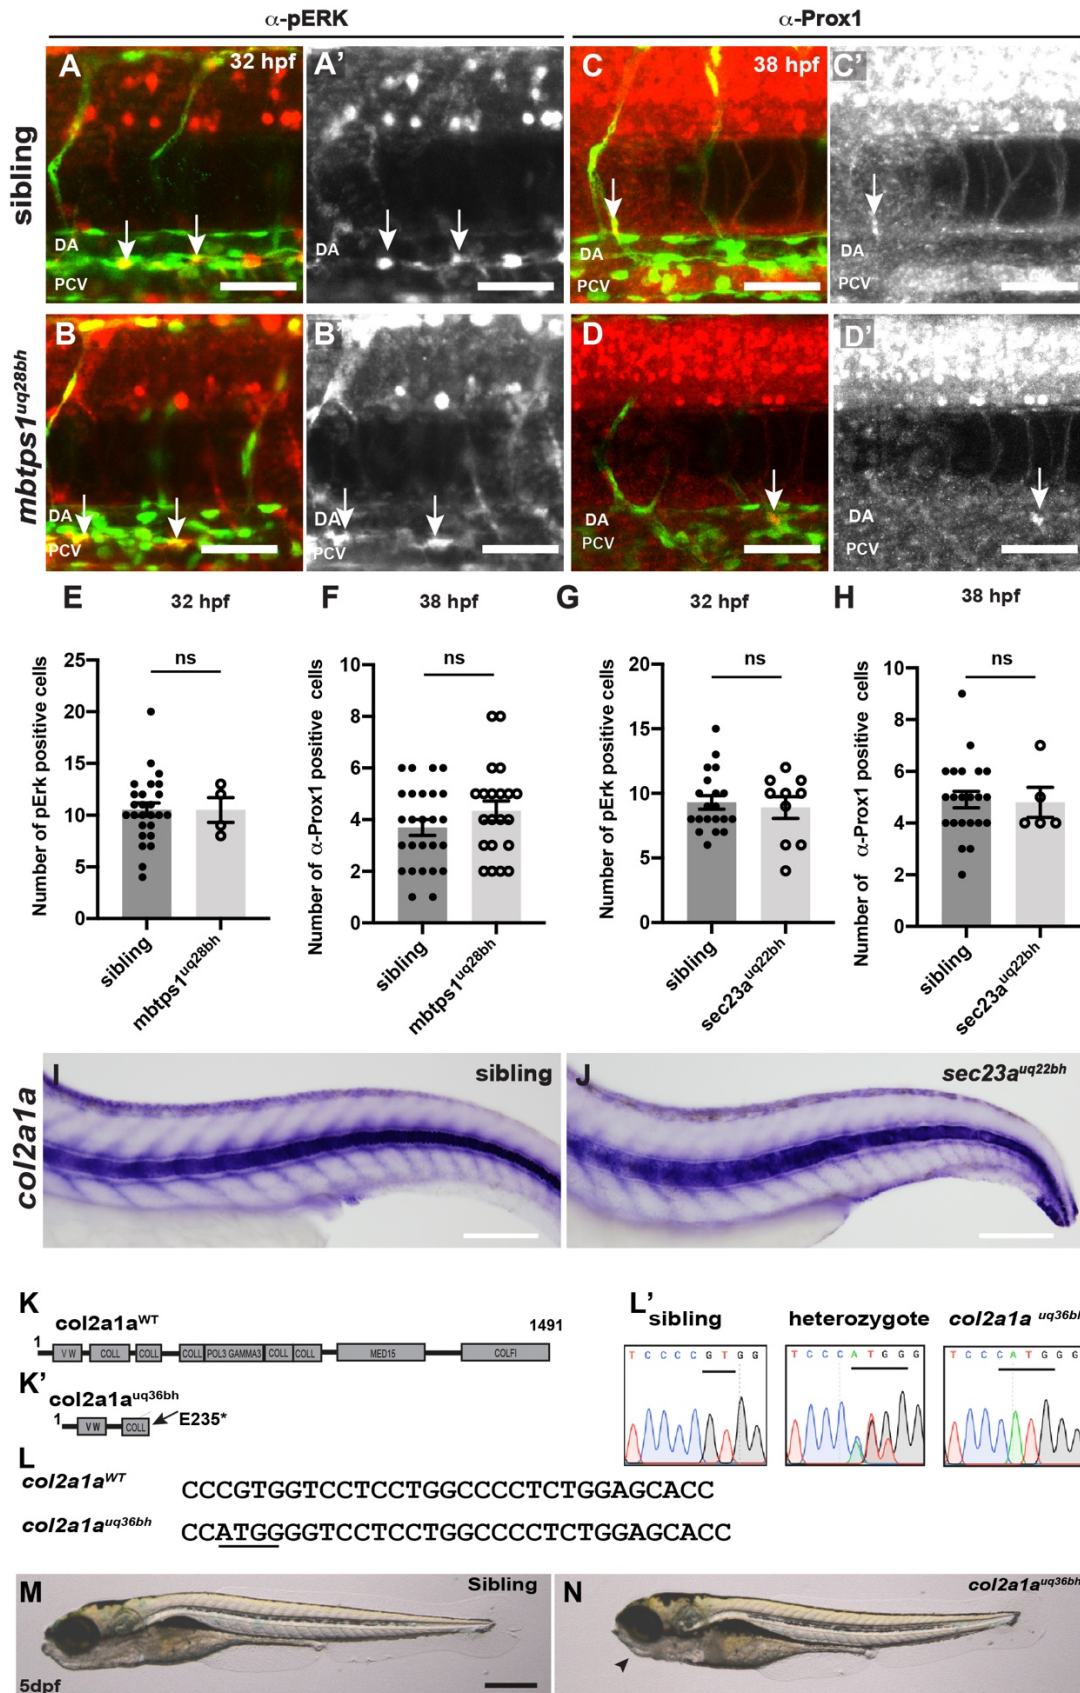 α-pERK
α-Prox1
sibling
A
32 hpf
A'
C
38 hpf
C'
DA
PCV
DA
DA
PCV
DA
PCV
mbtps1uq28bh
B
B'
D
D'
DA
PCV
DA
PCV
DA
PCV
DA
PCV
E
32 hpf
F
38 hpf
G
32 hpf
H
38 hpf
Number of pErk positive cells
25
20
15
10
5
0
ns
sibling
mbtps1uq28bh
Number of α-Prox1 positive cells
10
8
6
4
2
0
ns
sibling
mbtps1uq28bh
Number of pErk positive cells
20
15
10
5
0
ns
sibling
sec23auq22bh
Number of α-Prox1 positive cells
10
8
6
4
2
0
ns
sibling
sec23auq22bh
col2a1a
I
sibling
J
sec23auq22bh
K
col2a1aWT
1
1491
VW
COLL
COLL
COLL
POL3 GAMMA3
COLL
COLL
MED15
COLFI
K'
col2a1auq36bh
1
VW
COLL
E235*
L'
sibling
heterozygote
col2a1a uq36bh
T C C C C G T G G
T C C C A T G G G
T C C C A T G G G
L
col2a1aWT
CCCGTGGTCCTCCTGGCCCCTCTGGAGCACC
col2a1auq36bh
CCATGGGGTCCTCCTGGCCCCTCTGGAGCACC
M
Sibling
5dpf
N
col2a1auq36bh